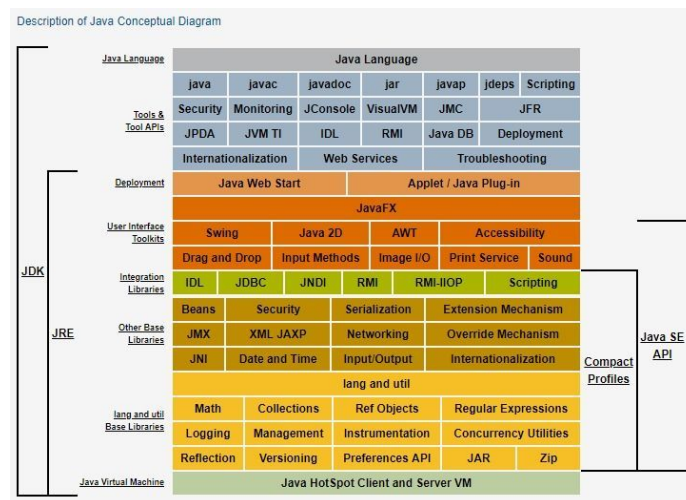 Description of Java Conceptual Diagram
Java Language Java Language
java javac javadoc jar javap jdeps Scripting
Tools &
Tool APIs
Security Monitoring JConsole VisualVM JMC JFR
JPDA JVM TI IDL RMI Java DB Deployment
Internationalization Web Services Troubleshooting
Deployment Java Web Start Applet / Java Plug-in
JavaFX
User Interface
Toolkits
Swing Java 2D AWT Accessibility
Drag and Drop Input Methods Image I/O Print Service Sound
Integration
Libraries
IDL JDBC JNDI RMI RMI-IIOP Scripting
JDK
JRE
Other Base
Libraries
Beans Security Serialization Extension Mechanism
JMX XML JAXP Networking Override Mechanism
JNI Date and Time Input/Output Internationalization
Java SE
API
Compact
Profiles
lang and util
lang and util
Base Libraries
Math Collections Ref Objects Regular Expressions
Logging Management Instrumentation Concurrency Utilities
Reflection Versioning Preferences API JAR Zip
Java Virtual Machine Java HotSpot Client and Server VM